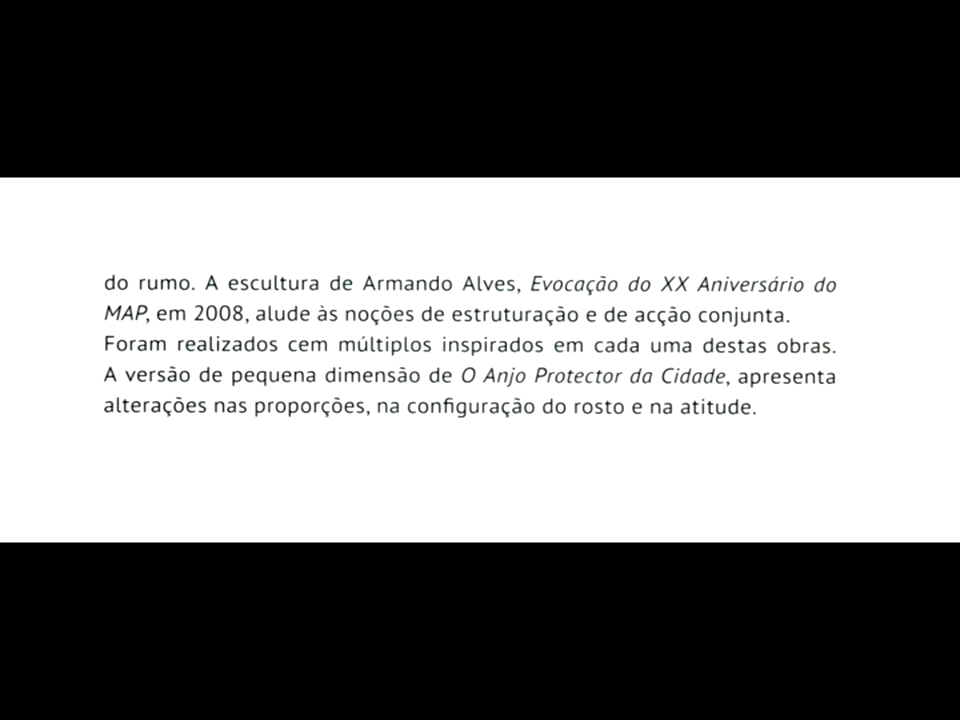 do rumo. A escultura de Armando Alves, Evocação do XX Aniversário do
MAP, em 2008, alude às noções de estruturação e de acção conjunta.
Foram realizados cem múltiplos inspirados em cada uma destas obras.
A versão de pequena dimensão de O Anjo Protector da Cidade, apresenta
alterações nas proporções, na configuração do rosto e na atitude.